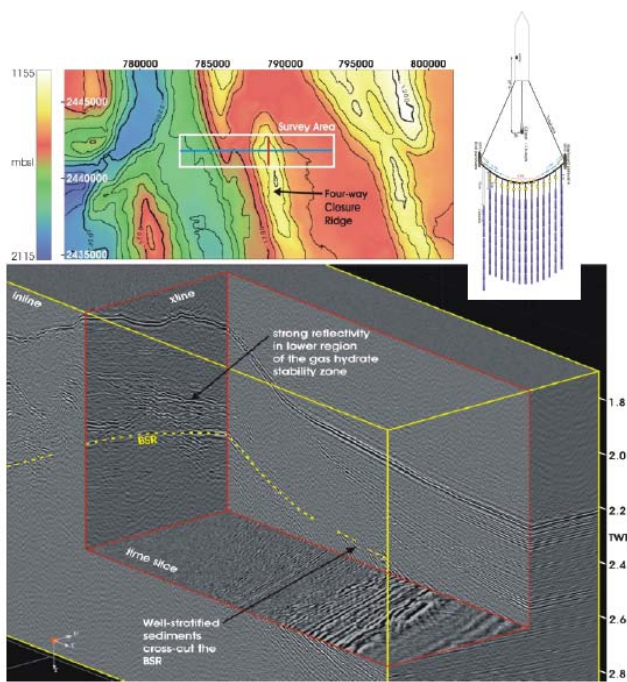 780000 785000 790000 795000 800000
1155
mbsl
2115
2445000
2440000
2435000
Survey Area
Four-way
Closure
Ridge
inline
xline
strong reflectivity
in lower region
of the gas hydrate
stability zone
BSR
time slice
Well-stratified
sediments
cross-cut the
BSR
1.8
2.0
2.2
TWT
2.4
2.6
2.8